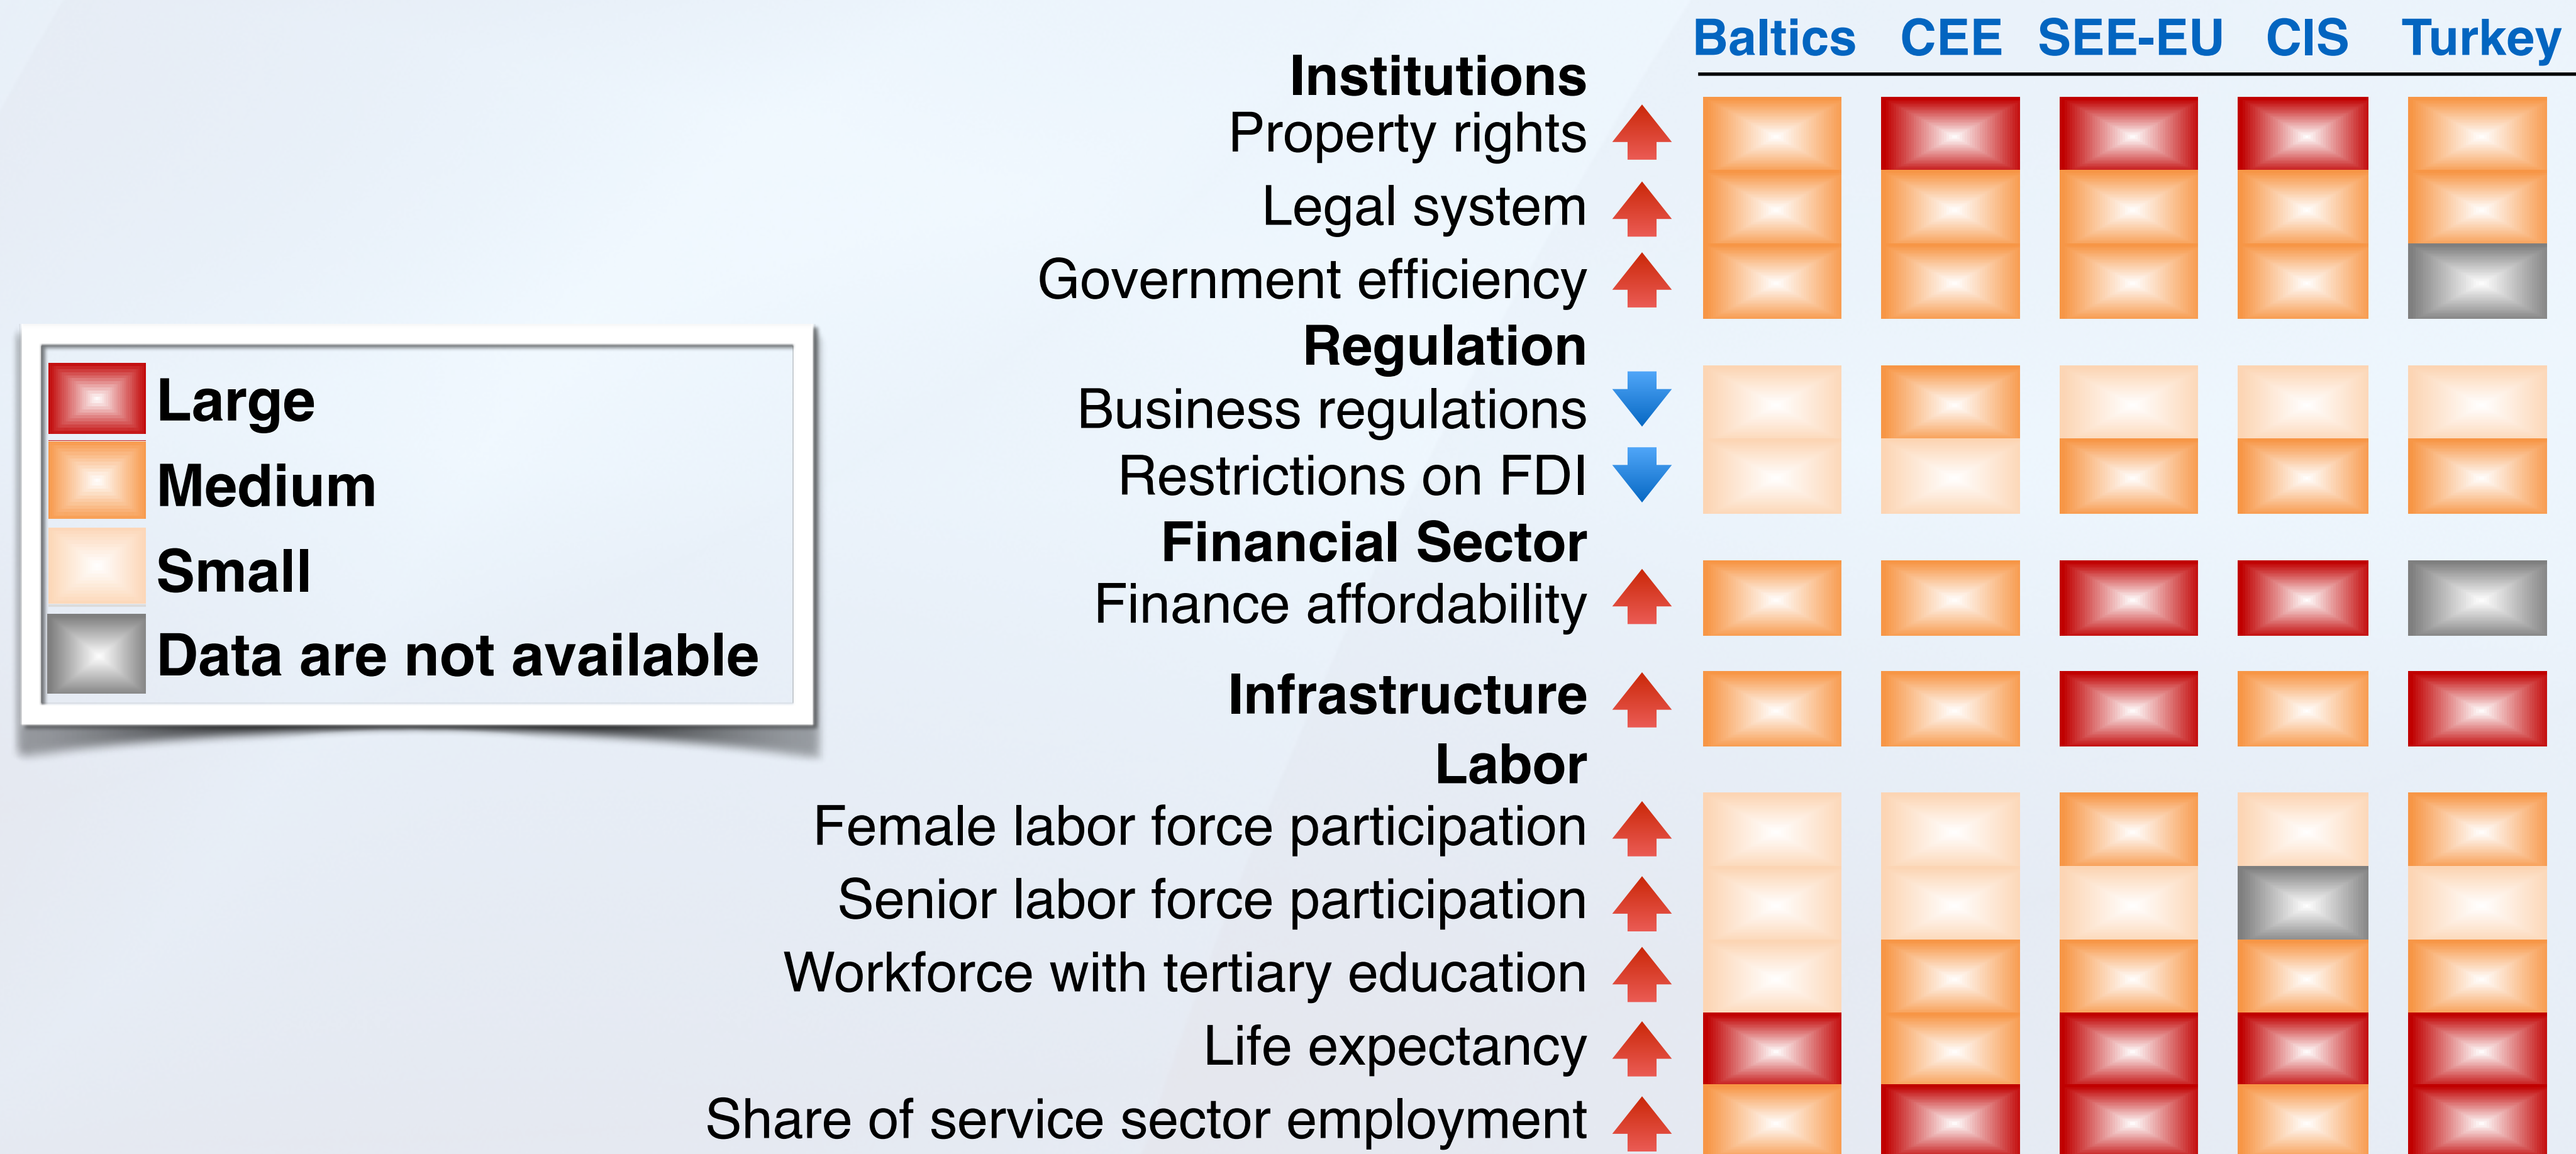 Baltics CEE SEE-EU CIS Turkey
Institutions
Property rights
Legal system
Government efficiency
Regulation
Business regulations
Restrictions on FDI
Financial Sector
Finance affordability
Infrastructure
Labor
Female labor force participation
Senior labor force participation
Workforce with tertiary education
Life expectancy
Share of service sector employment
Large
Medium
Small
Data are not available